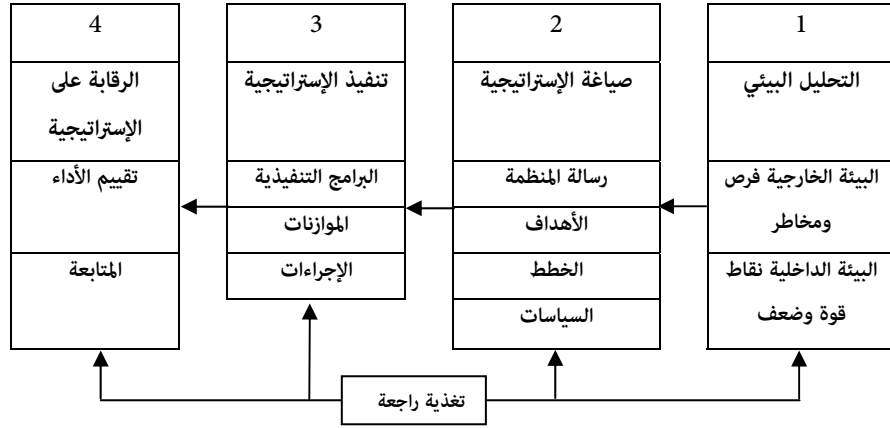 1
التحليل البيئي
البيئة الخارجية فرص
ومخاطر
البيئة الداخلية نقاط
قوة وضعف
2
صياغة الإستراتيجية
رسالة المنظمة
الأهداف
الخطط
السياسات
3
تنفيذ الإستراتيجية
البرامج التنفيذية
الموازنات
الإجراءات
4
الرقابة على
الإستراتيجية
تقييم الأداء
المتابعة
تغذية راجعة